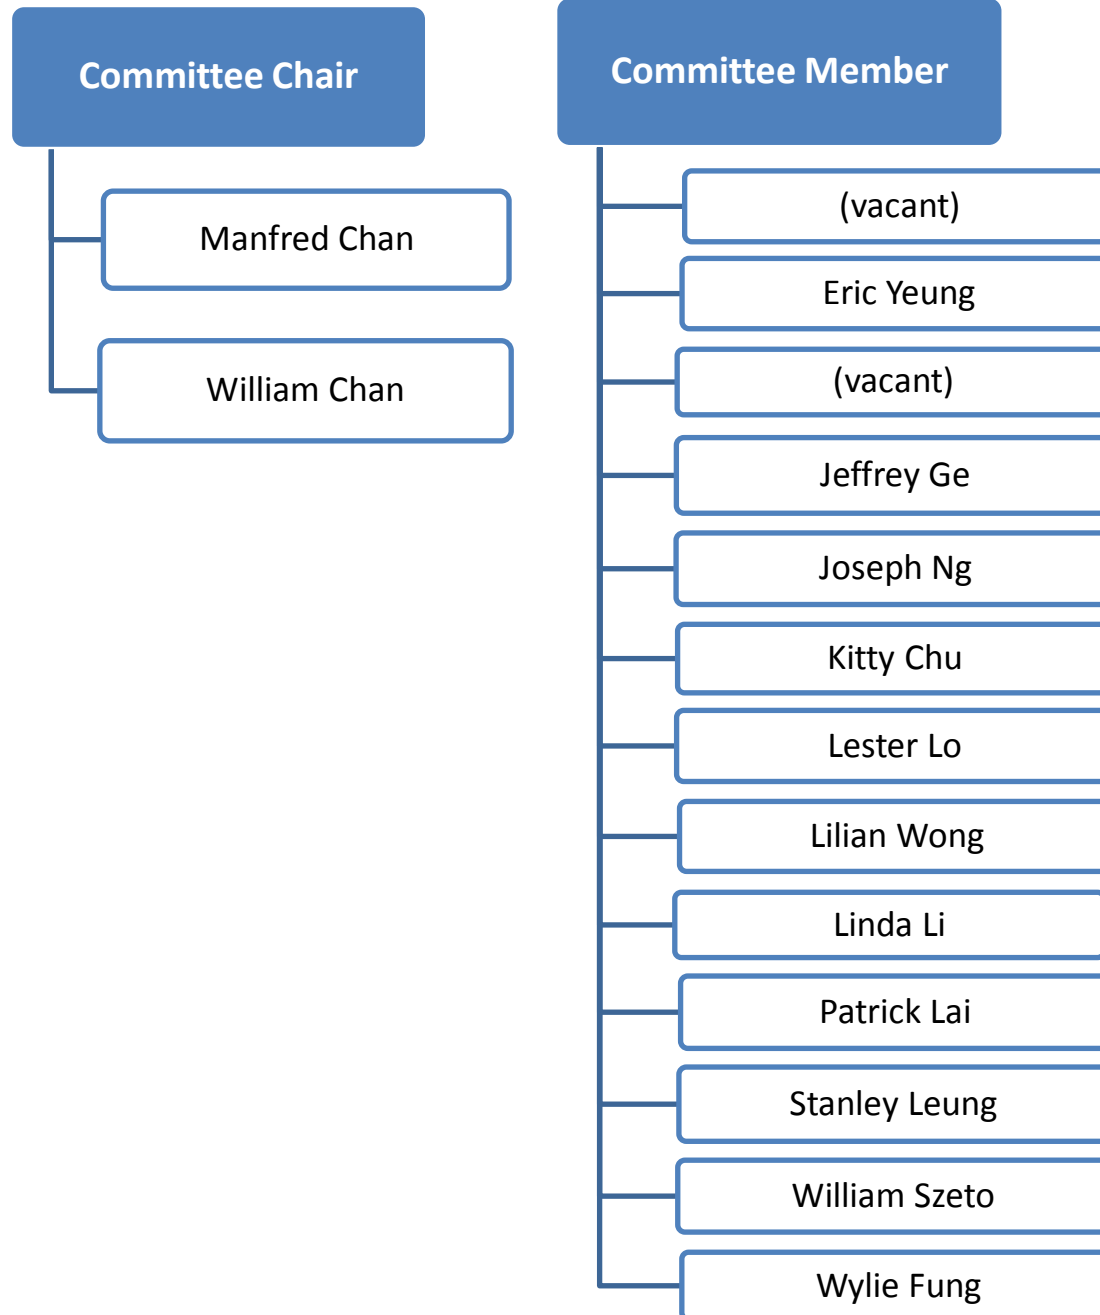 Committee Chair
Manfred Chan
William Chan
Committee Member
(vacant)
Eric Yeung
(vacant)
Jeffrey Ge
Joseph Ng
Kitty Chu
Lester Lo
Lilian Wong
Linda Li
Patrick Lai
Stanley Leung
William Szeto
Wylie Fung